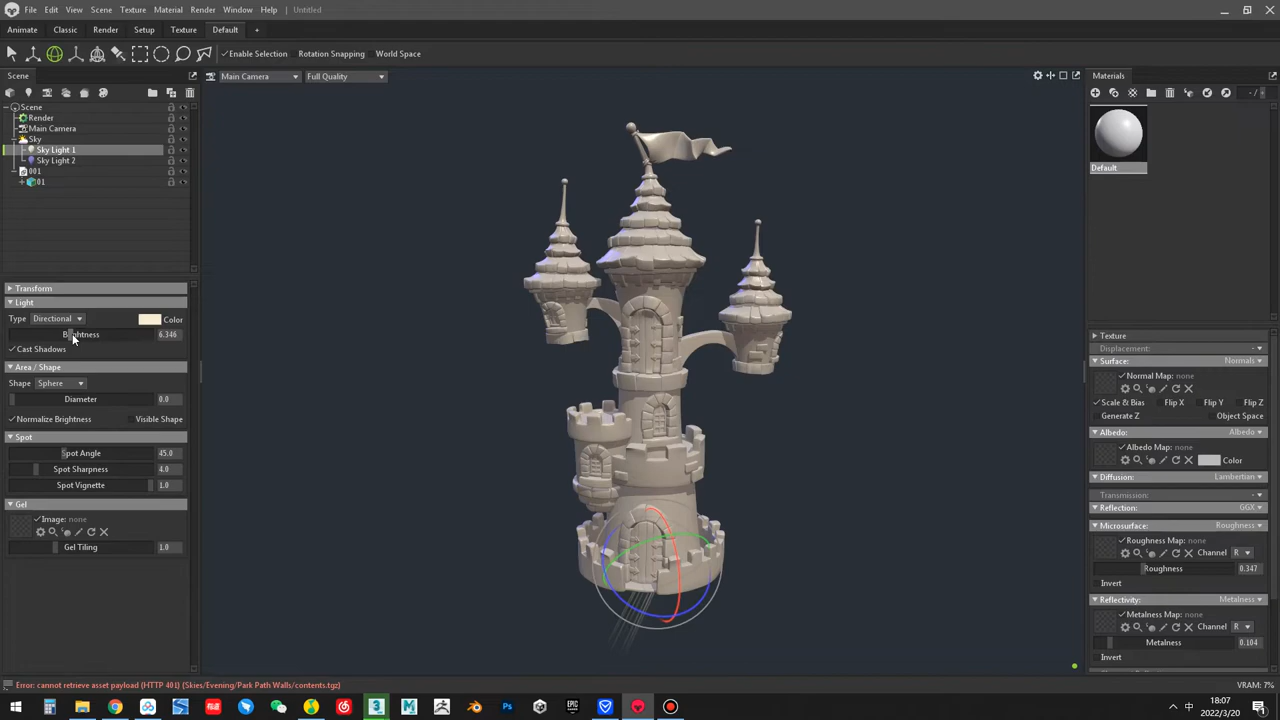 File Edit View Scene Texture Material Render Window Help Untitled
Animate Classic Render Setup Texture Default +
Enable Selection Rotation Snapping World Space
Scene
Main Camera Full Quality
Scene
Render
Main Camera
Sky
Sky Light 1
Sky Light 2
001
01
Transform
Light
Type Directional Color
Brightness 6.346
Cast Shadows
Area / Shape
Shape Sphere
Diameter 0.0
Normalize Brightness Visible Shape
Spot
Spot Angle 45.0
Spot Sharpness 4.0
Spot Vignette 1.0
Gel
Image: none
Gel Tiling 1.0
Materials
- / -
Default
Texture
Displacement: -
Surface: Normals
Normal Map: none
Scale & Bias Flip X Flip Y Flip Z
Generate Z Object Space
Albedo: Albedo
Albedo Map: none
Color
Diffusion: Lambertian
Transmission: -
Reflection: GGX
Microsurface: Roughness
Roughness Map: none
Channel R
Roughness 0.347
Invert
Reflectivity: Metalness
Metalness Map: none
Channel R
Metalness 0.104
Invert
Error: cannot retrieve asset payload (HTTP 401) (Skies/Evening/Park Path Walls/contents.tgz)
VRAM: 7%
3 M Ps EPIC
中 18:07
2022/3/20